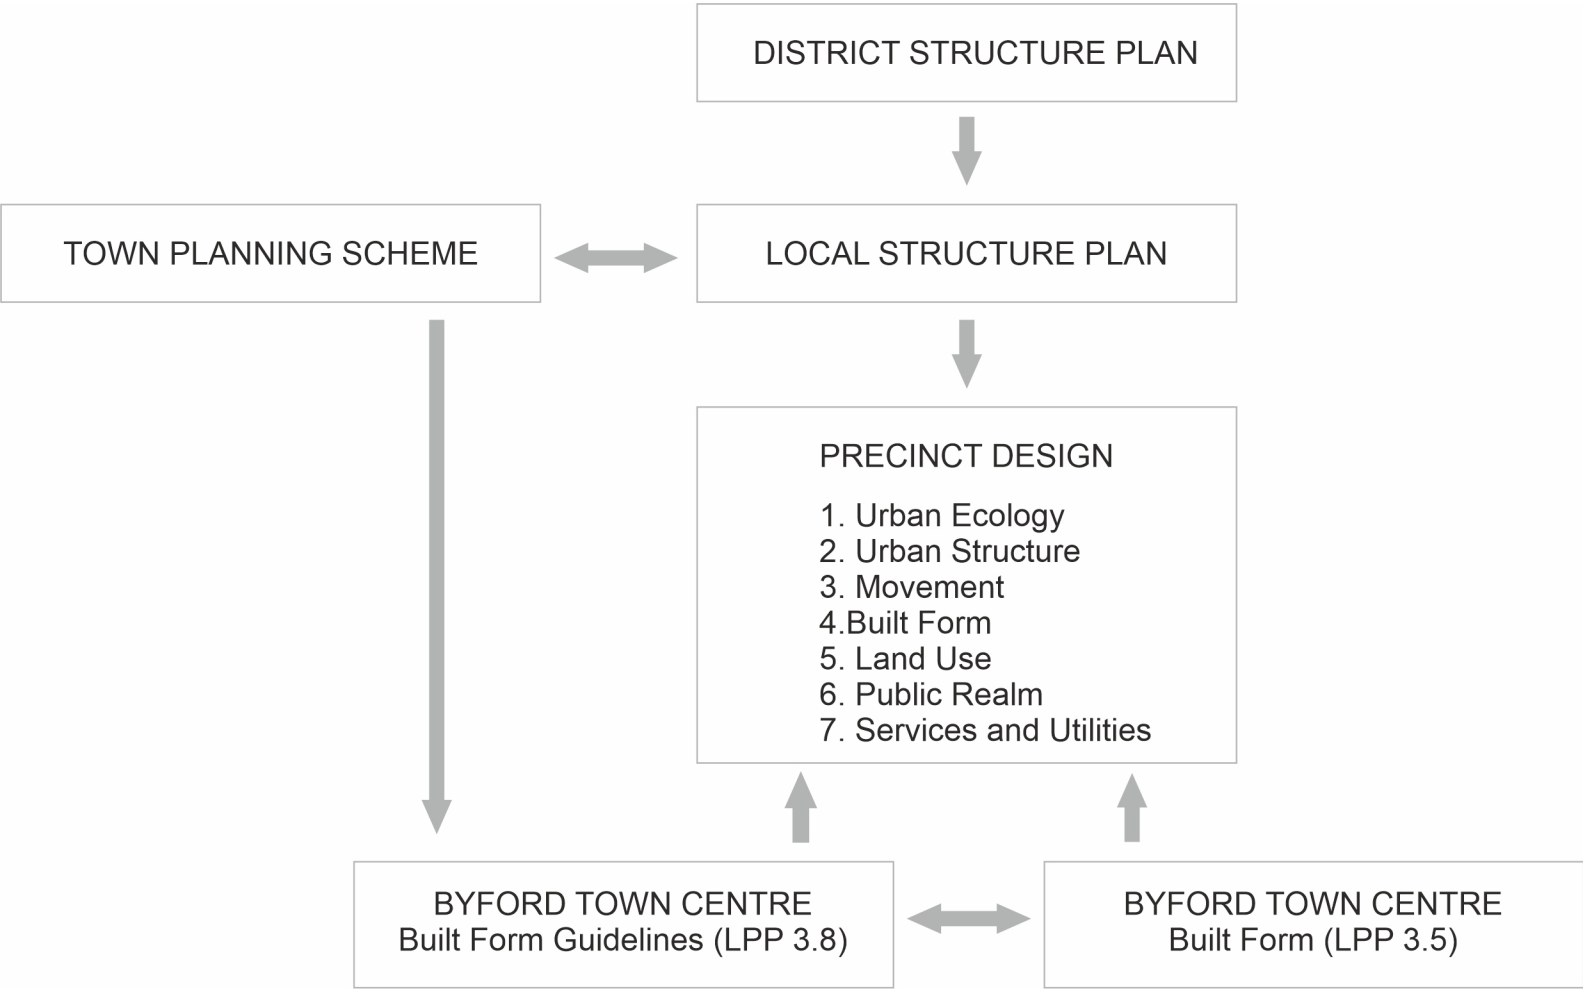 DISTRICT STRUCTURE PLAN
TOWN PLANNING SCHEME
LOCAL STRUCTURE PLAN
PRECINCT DESIGN
1. Urban Ecology
2. Urban Structure
3. Movement
4.Built Form
5. Land Use
6. Public Realm
7. Services and Utilities
BYFORD TOWN CENTRE
Built Form Guidelines (LPP 3.8)
BYFORD TOWN CENTRE
Built Form (LPP 3.5)